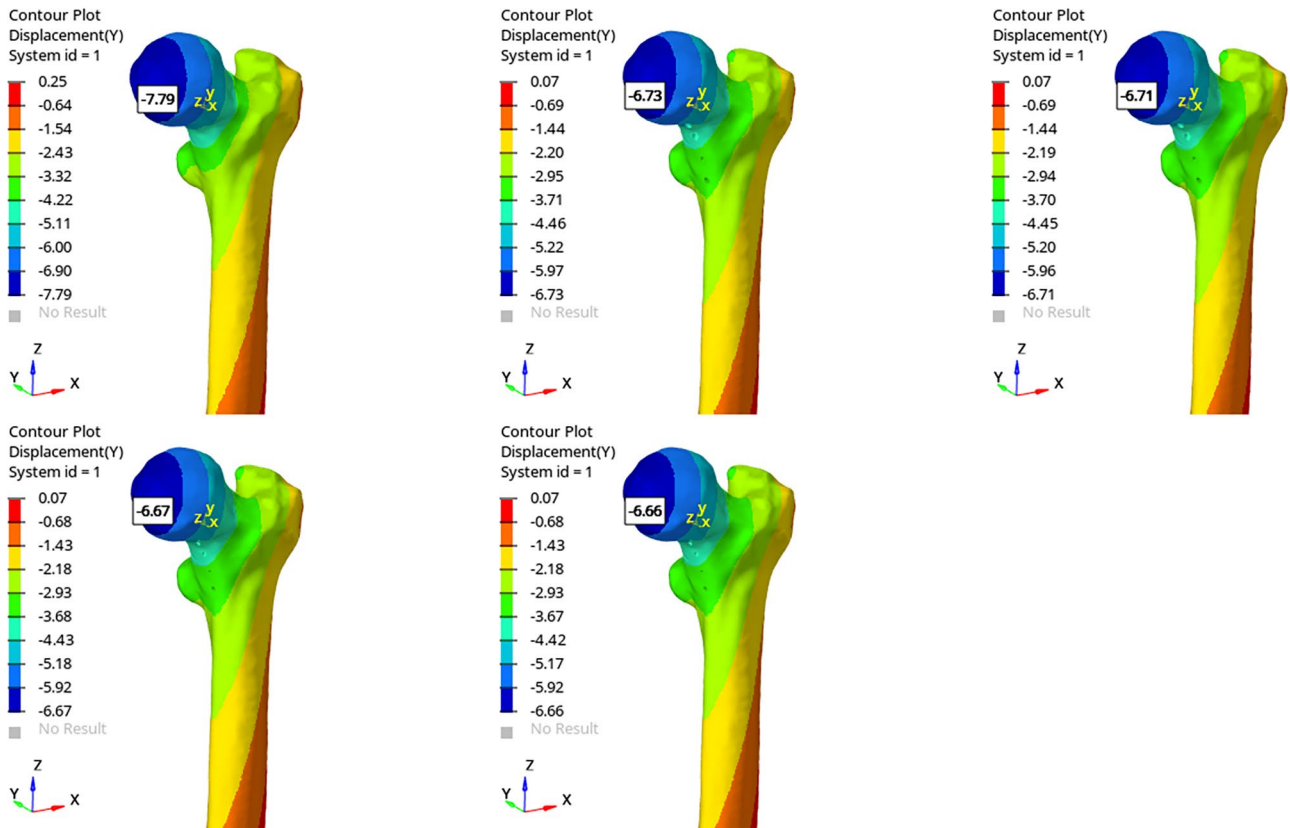 Contour Plot
Displacement(Y)
System id = 1
0.25
-0.64
-1.54
-2.43
-3.32
-4.22
-5.11
-6.00
-6.90
-7.79
No Result
-7.79
z y x
Z
Y
X
Contour Plot
Displacement(Y)
System id = 1
0.07
-0.69
-1.44
-2.20
-2.95
-3.71
-4.46
-5.22
-5.97
-6.73
No Result
-6.73
z y x
Z
Y
X
Contour Plot
Displacement(Y)
System id = 1
0.07
-0.69
-1.44
-2.19
-2.94
-3.70
-4.45
-5.20
-5.96
-6.71
No Result
-6.71
z y x
Z
Y
X
Contour Plot
Displacement(Y)
System id = 1
0.07
-0.68
-1.43
-2.18
-2.93
-3.68
-4.43
-5.18
-5.92
-6.67
No Result
-6.67
z y x
Z
Y
X
Contour Plot
Displacement(Y)
System id = 1
0.07
-0.68
-1.43
-2.18
-2.93
-3.67
-4.42
-5.17
-5.92
-6.66
No Result
-6.66
z y x
Z
Y
X